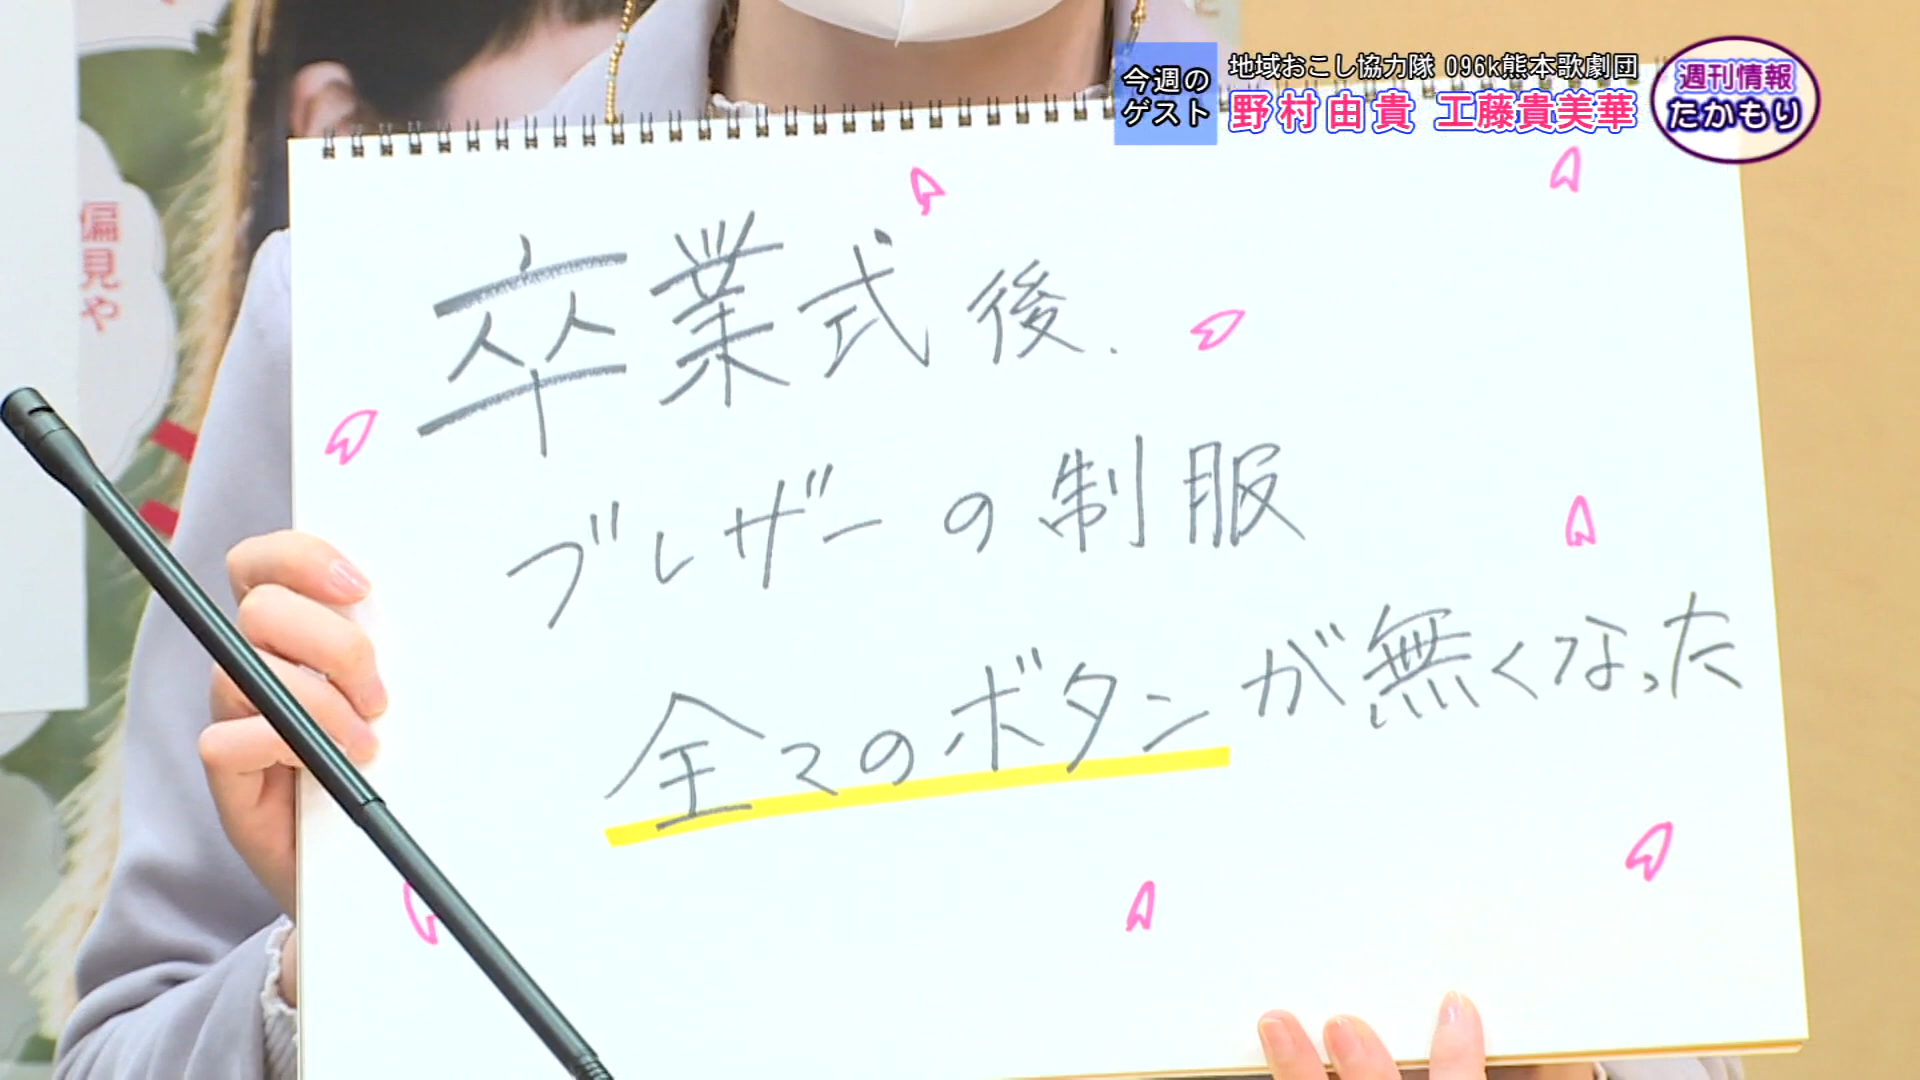 今週の
ゲスト
地域おこし協力隊 096k熊本歌劇団
野村由貴 工藤貴美華
週刊情報
たかもり
偏見や
卒業式後.
ブレザーの制服
全てのボタンが無くなった